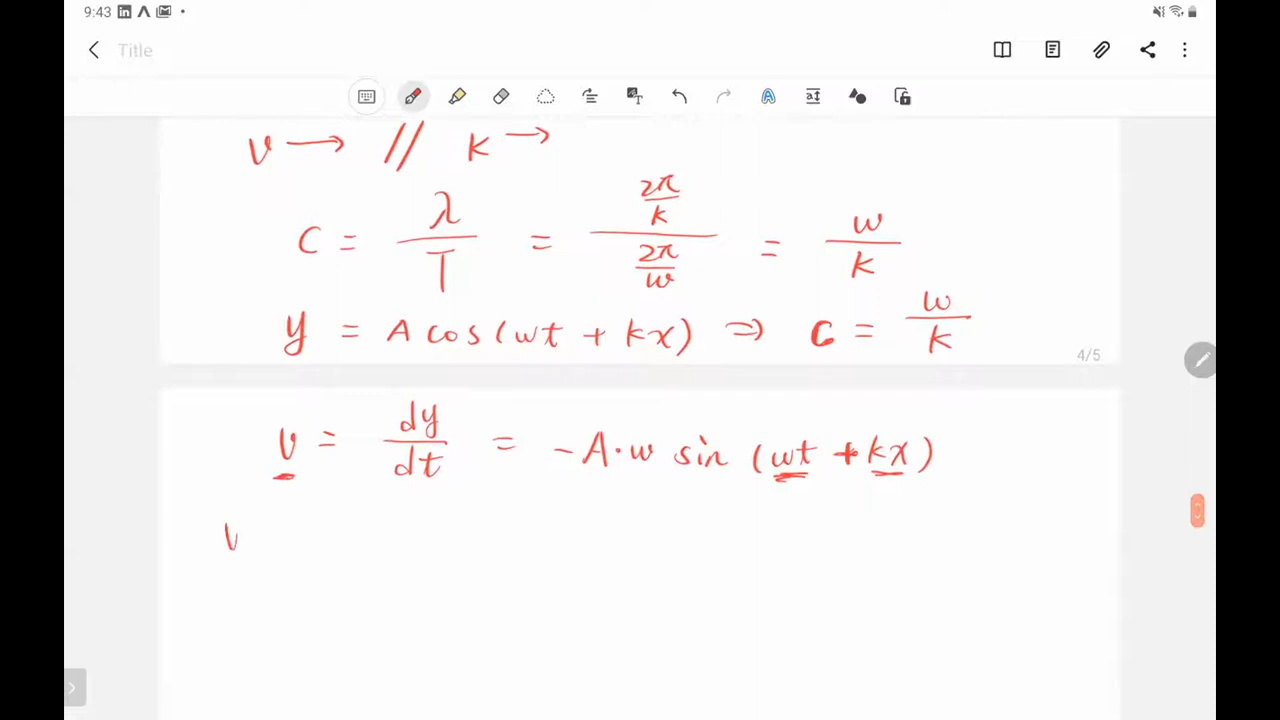 9:43
Title
v → // k →
C = λ/T = (2π/k)/(2π/w) = w/k
y = A cos(wt + kx) ⇒ c = w/k
4/5
v = dy/dt = -A·w sin (wt + kx)
v